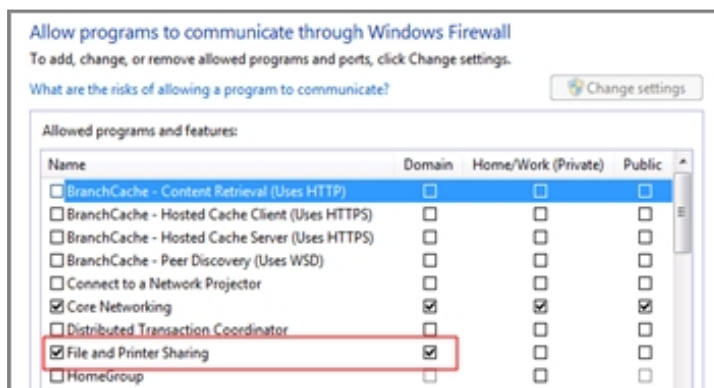 Allow programs to communicate through Windows Firewall
To add, change, or remove allowed programs and ports, click Change settings.
What are the risks of allowing a program to communicate?
Change settings
Allowed programs and features:
Name Domain Home/Work (Private) Public
BranchCache - Content Retrieval (Uses HTTP)
BranchCache - Hosted Cache Client (Uses HTTPS)
BranchCache - Hosted Cache Server (Uses HTTPS)
BranchCache - Peer Discovery (Uses WSD)
Connect to a Network Projector
Core Networking
Distributed Transaction Coordinator
File and Printer Sharing
HomeGroup